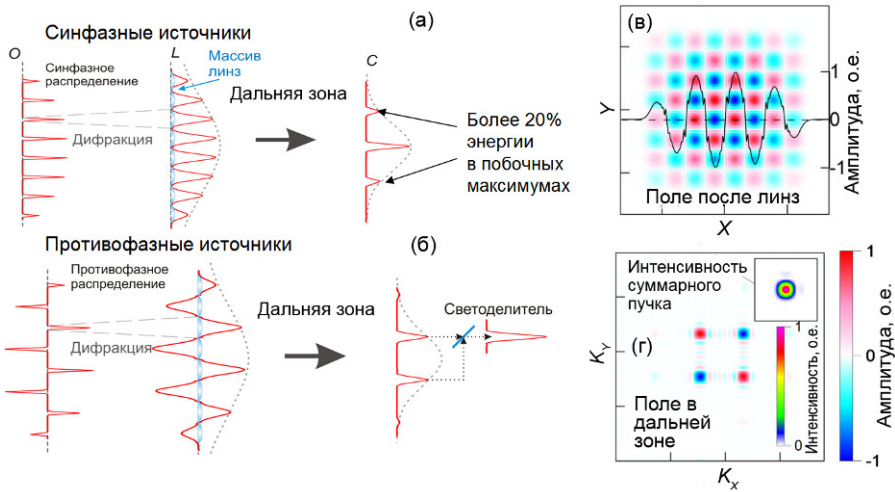 (а)
Синфазные источники
O
L
C
Синфазное
распределение
Массив
линз
Дифракция
Дальняя зона
Более 20%
энергии
в побочных
максимумах
Противофазные источники
(б)
Противофазное
распределение
Дифракция
Дальняя зона
Светоделитель
(в)
Y
Поле после линз
X
1
0
-1
Амплитуда, о.е.
Интенсивность
суммарного
пучка
1
0
Интенсивность, о.е.
(г)
Поле в
дальней
зоне
K_Y
K_X
1
0
-1
Амплитуда, о.е.